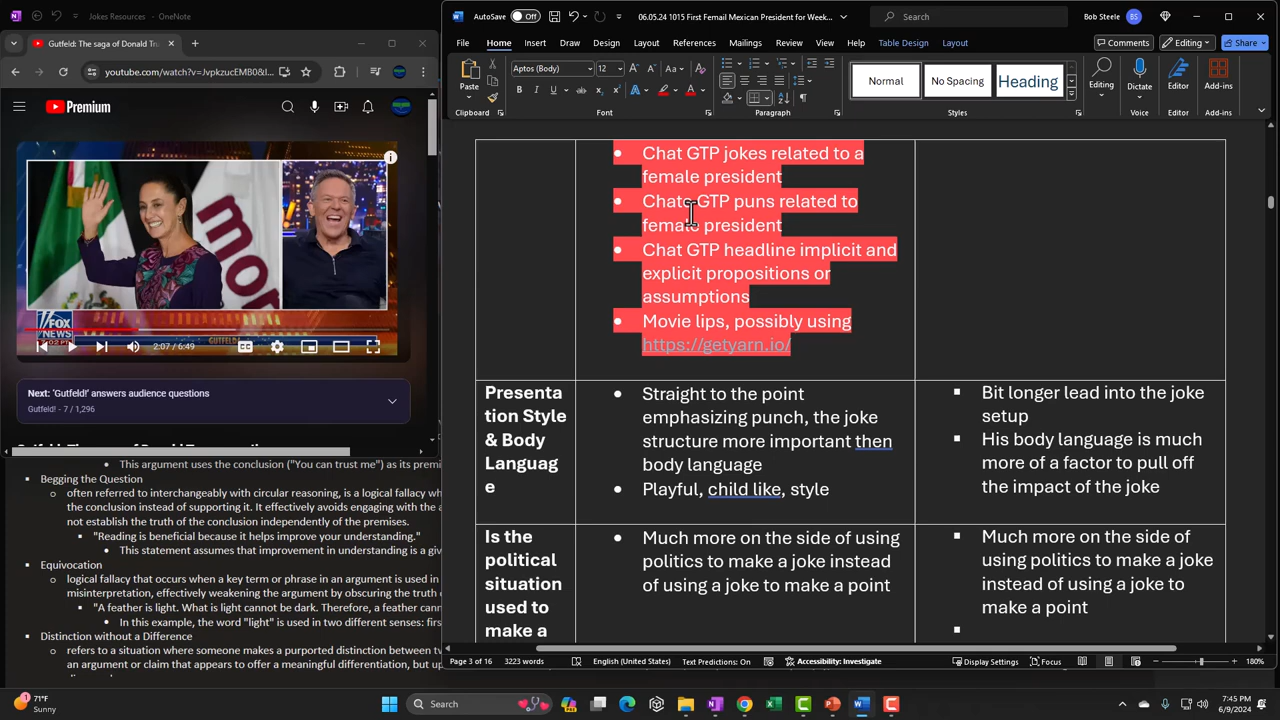 Jokes Resources - OneNote
Gutfeld: The saga of Donald Tru
youtube.com/watch?v=JvpkzucEMB0&l...
Premium
mor
FOX
NEWS
:02 PT
GUTFELD!
2:07 / 6:49
Next: 'Gutfeld!' answers audience questions
Gutfeld! - 7 / 1,296
This argument uses the conclusion ("You can trust me") as its premi
Begging the Question
often referred to interchangeably with circular reasoning, is a logical fallacy wh
the conclusion instead of supporting it. It effectively avoids engaging with the a
not establish the truth of the conclusion independently of the premises.
"Reading is beneficial because it helps improve your understanding."
This statement assumes that improvement in understanding is a giv
Equivocation
logical fallacy that occurs when a key term or phrase in an argument is used in
misinterpretation, effectively weakening the argument by obscuring the truth o
"A feather is light. What is light cannot be dark. Therefore, a feather cann
In this example, the word "light" is used in two different senses: first
Distinction without a Difference
refers to a situation where someone makes a purported distinction between tw
an argument or claim that appears to offer a meaningful differentiation, but up
AutoSave Off
06.05.24 1015 First Femail Mexican President for Week...
Search
Bob Steele BS
File Home Insert Draw Design Layout References Mailings Review View Help Table Design Layout
Comments Editing Share
Paste
Aptos (Body) 12
Normal No Spacing Heading
Editing Dictate Editor Add-ins
Clipboard Font Paragraph Styles Voice Editor Add-ins
Chat GTP jokes related to a
female president
Chats GTP puns related to
female president
Chat GTP headline implicit and
explicit propositions or
assumptions
Movie lips, possibly using
https://getyarn.io/
Presenta
tion Style
& Body
Languag
e
Straight to the point
emphasizing punch, the joke
structure more important then
body language
Playful, child like, style
Bit longer lead into the joke
setup
His body language is much
more of a factor to pull off
the impact of the joke
Is the
political
situation
used to
make a
Much more on the side of using
politics to make a joke instead
of using a joke to make a point
Much more on the side of
using politics to make a joke
instead of using a joke to
make a point
Page 3 of 16 3223 words English (United States) Text Predictions: On Accessibility: Investigate Display Settings Focus 180%
71°F
Sunny
Search
7:45 PM
6/9/2024